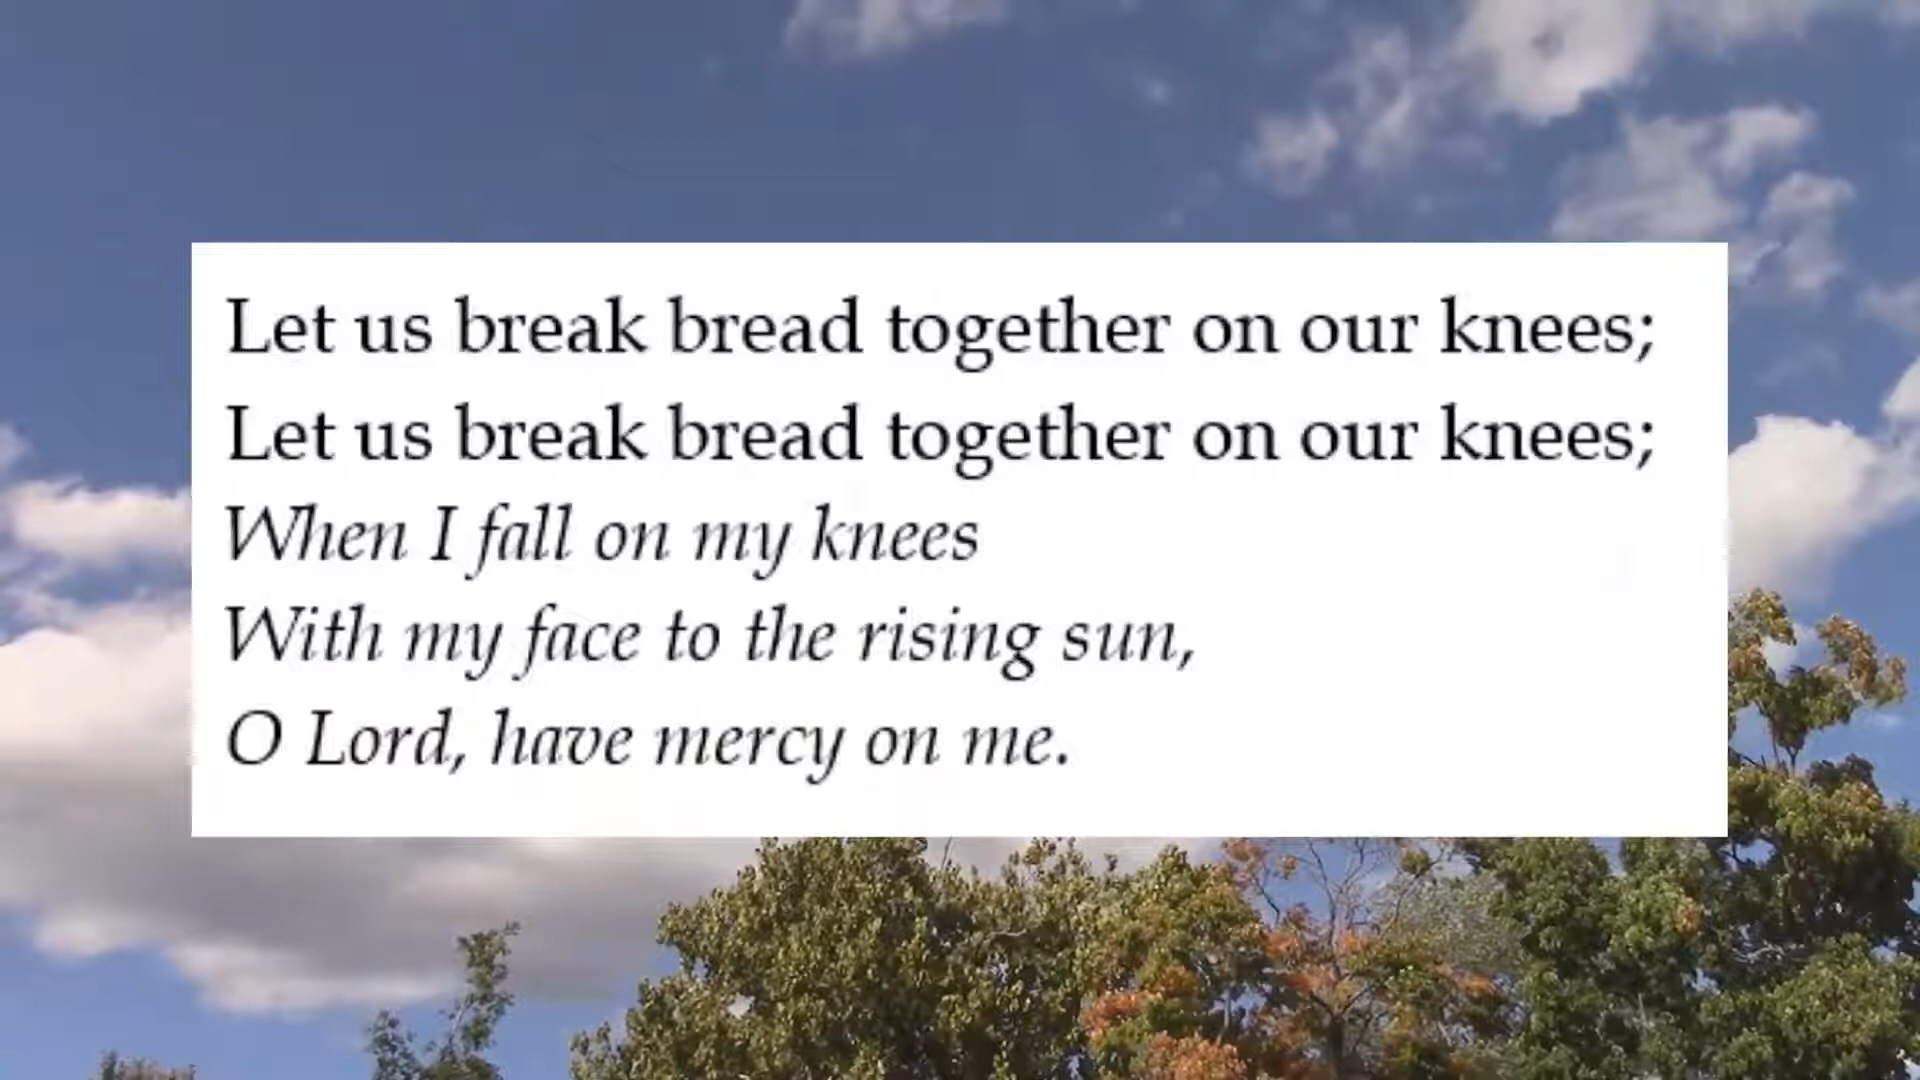 Let us break bread together on our knees;
Let us break bread together on our knees;
When I fall on my knees
With my face to the rising sun,
O Lord, have mercy on me.